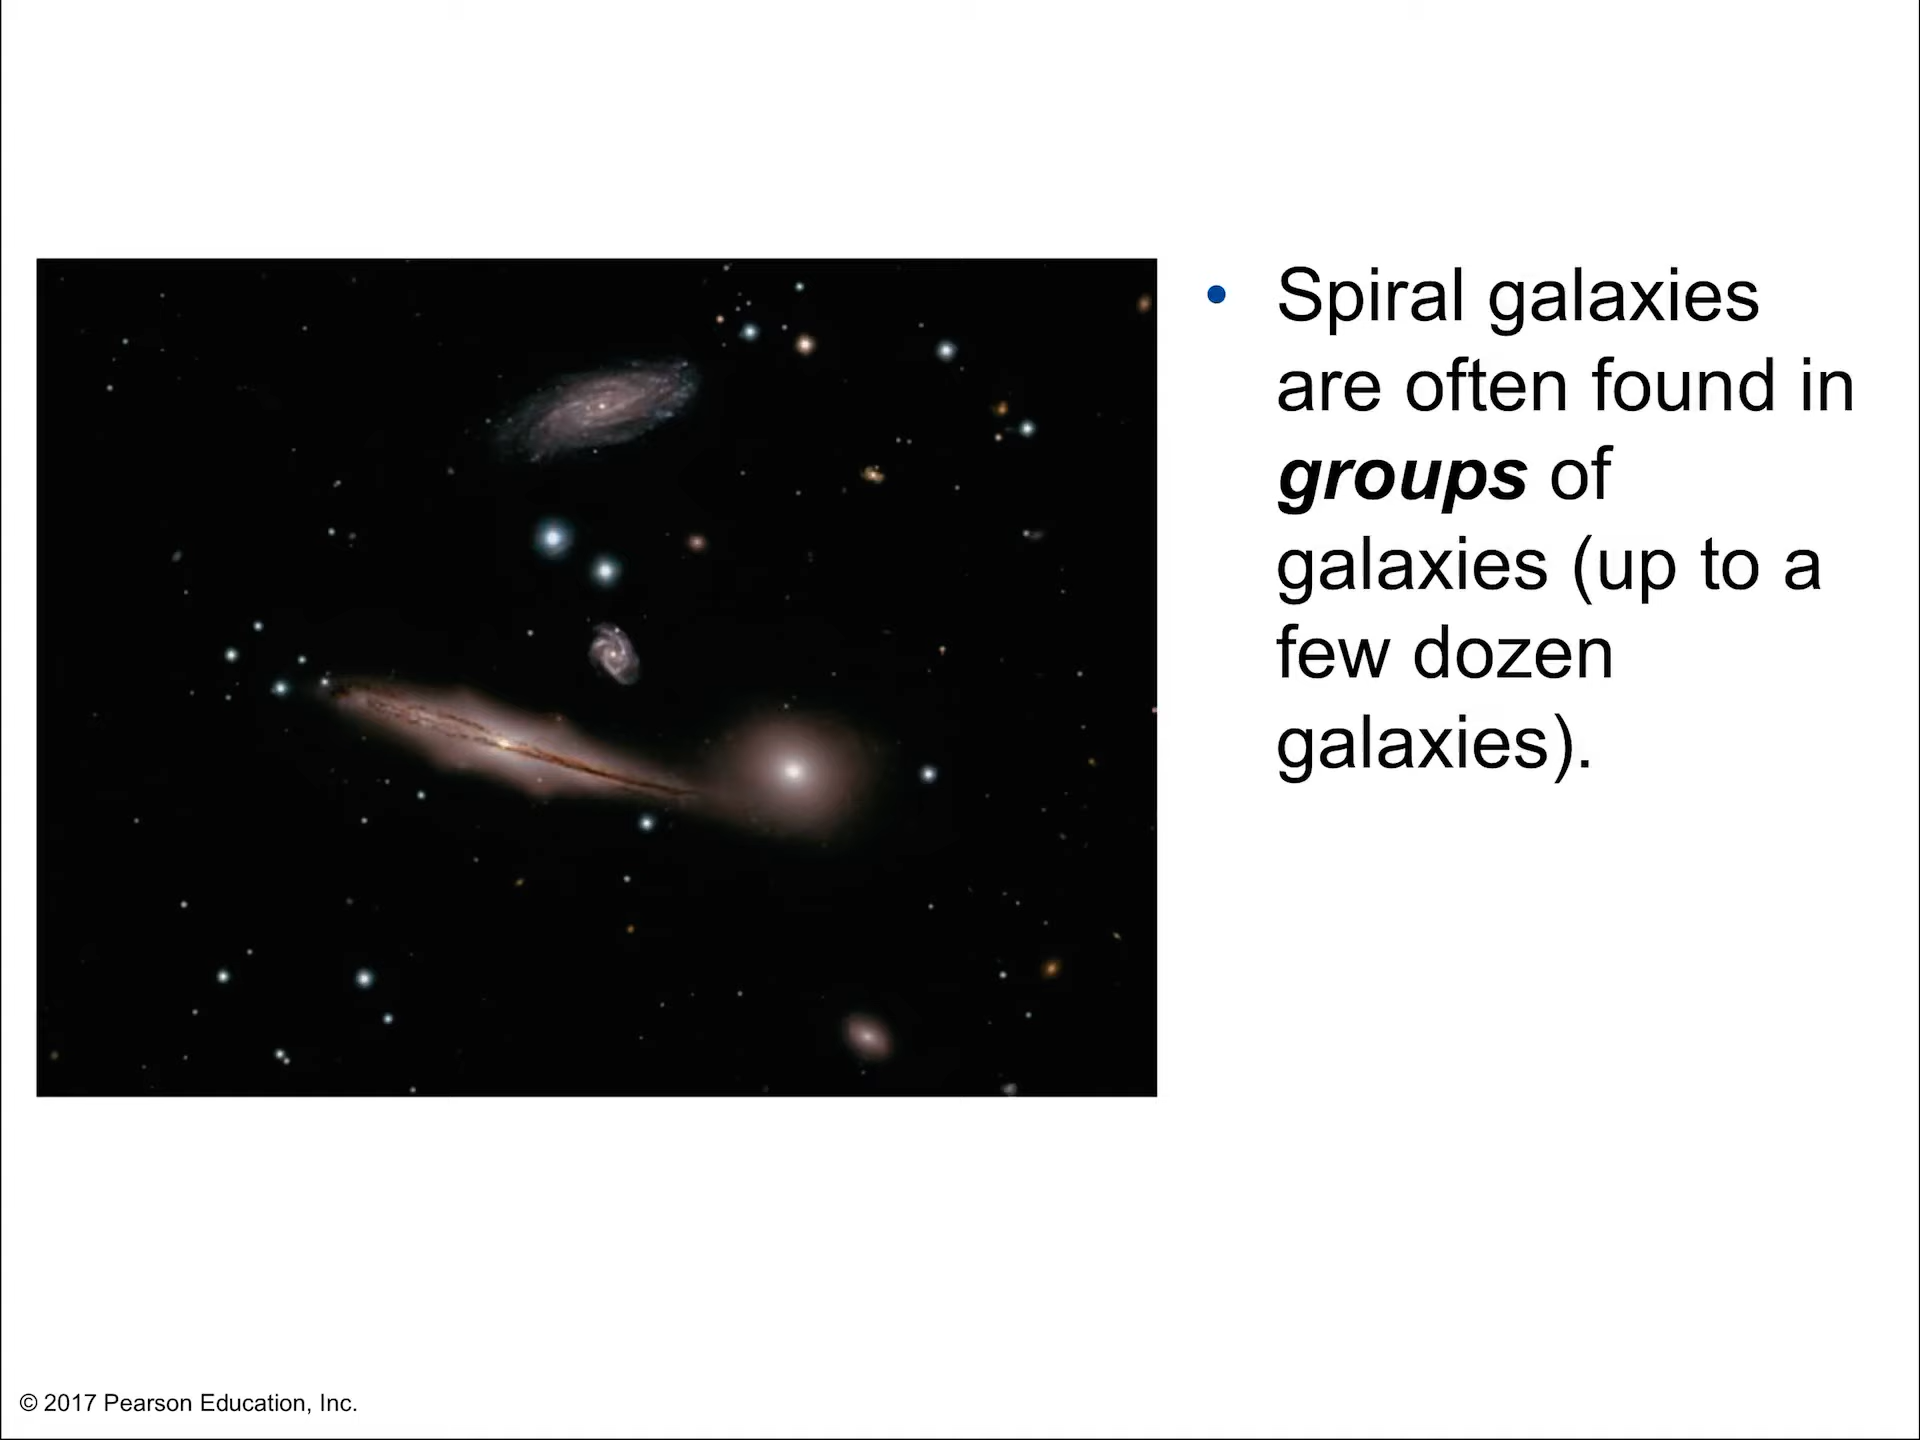 • Spiral galaxies
are often found in
groups of
galaxies (up to a
few dozen
galaxies).
© 2017 Pearson Education, Inc.